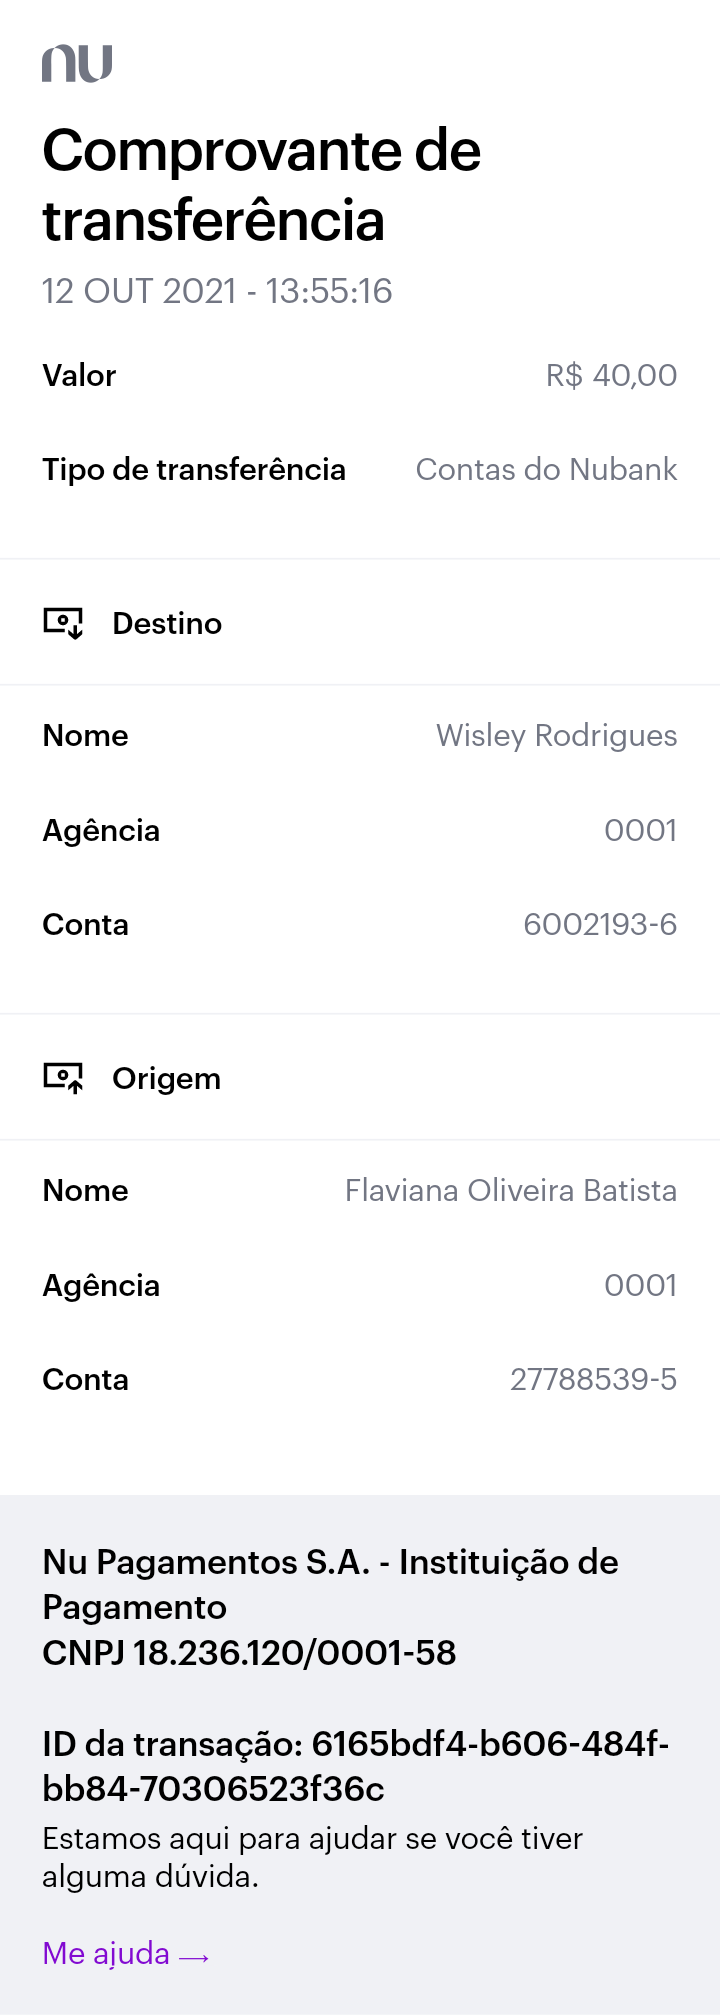 nu
Comprovante de
transferência
12 OUT 2021 - 13:55:16
Valor R$ 40,00
Tipo de transferência Contas do Nubank
Destino
Nome Wisley Rodrigues
Agência 0001
Conta 6002193-6
Origem
Nome Flaviana Oliveira Batista
Agência 0001
Conta 27788539-5
Nu Pagamentos S.A. - Instituição de
Pagamento
CNPJ 18.236.120/0001-58
ID da transação: 6165bdf4-b606-484f-
bb84-70306523f36c
Estamos aqui para ajudar se você tiver
alguma dúvida.
Me ajuda →